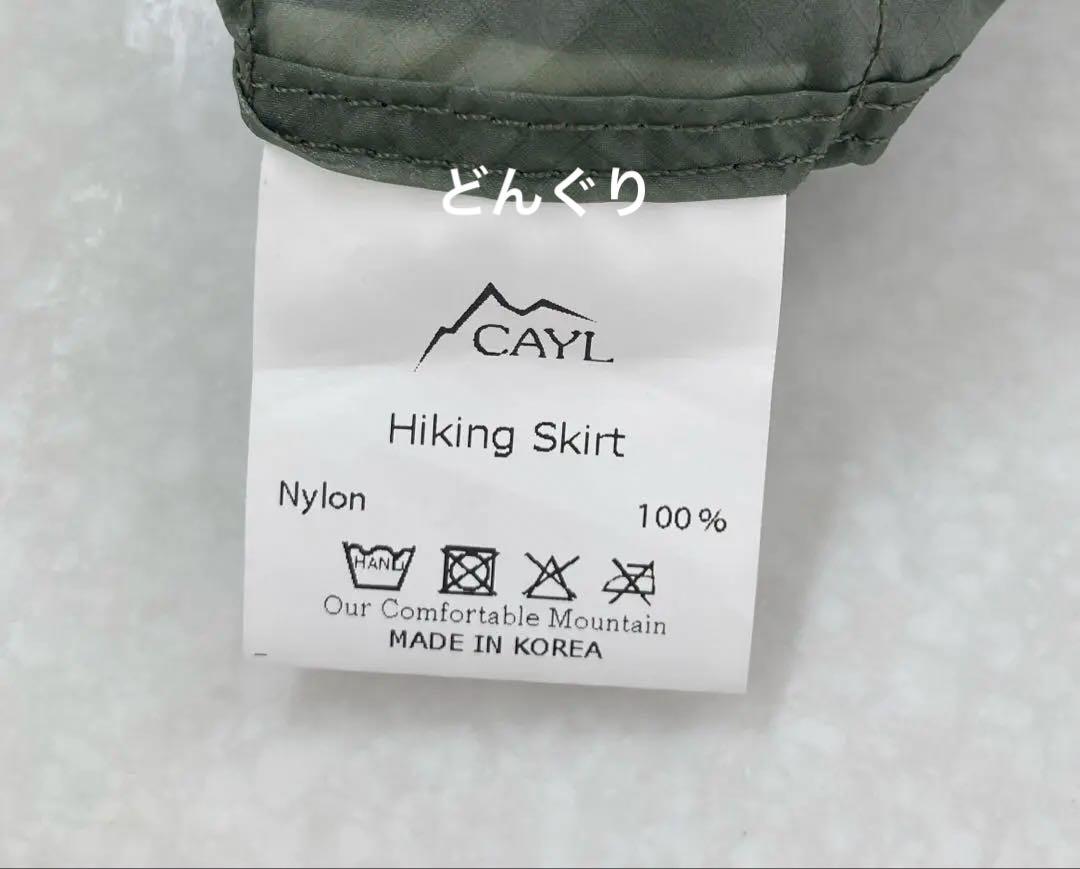 どんぐり
CAYL
Hiking Skirt
Nylon 100%
HAND
Our Comfortable Mountain
MADE IN KOREA